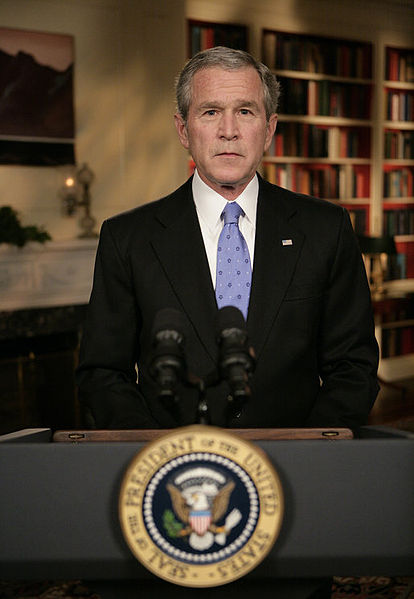 SEAL OF THE PRESIDENT OF THE UNITED STATES